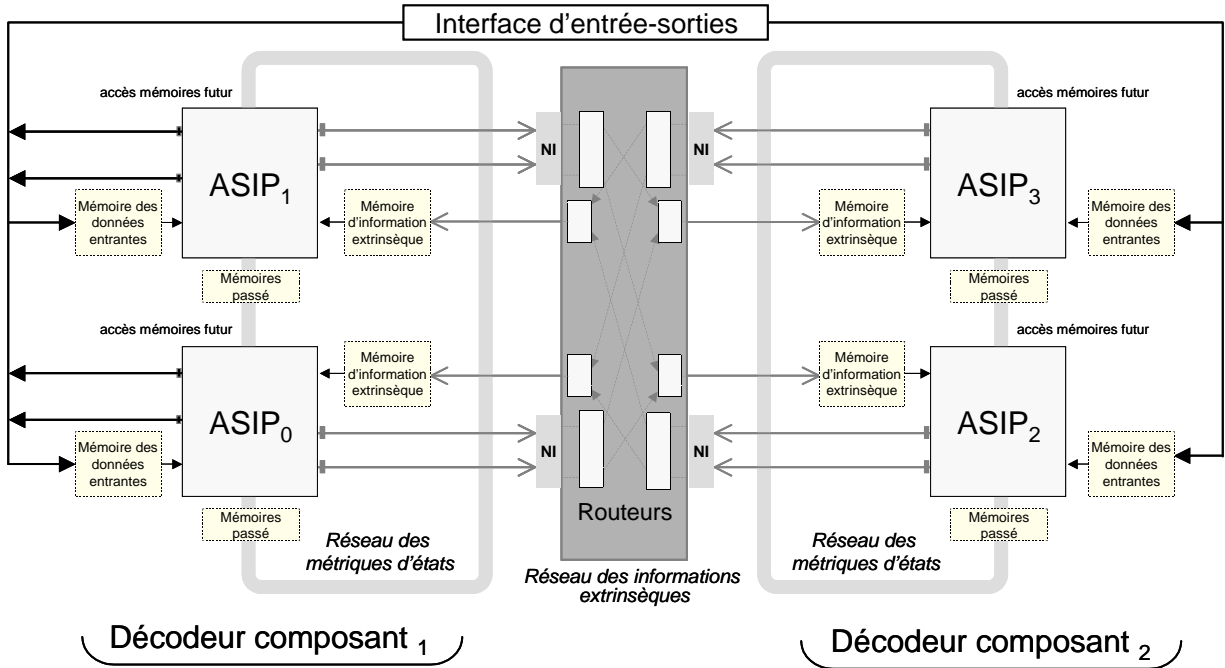 Interface d'entrée-sorties
accès mémoires futur
accès mémoires futur
ASIP1
NI
NI
ASIP3
Mémoire des
données
entrantes
Mémoire
d'information
extrinsèque
Mémoire
d'information
extrinsèque
Mémoire des
données
entrantes
Mémoires
passé
Mémoires
passé
accès mémoires futur
accès mémoires futur
Mémoire
d'information
extrinsèque
Mémoire
d'information
extrinsèque
ASIP0
ASIP2
Mémoire des
données
entrantes
NI
NI
Mémoire des
données
entrantes
Mémoires
passé
Routeurs
Mémoires
passé
Réseau des
métriques d'états
Réseau des informations
extrinsèques
Réseau des
métriques d'états
Décodeur composant 1
Décodeur composant 2